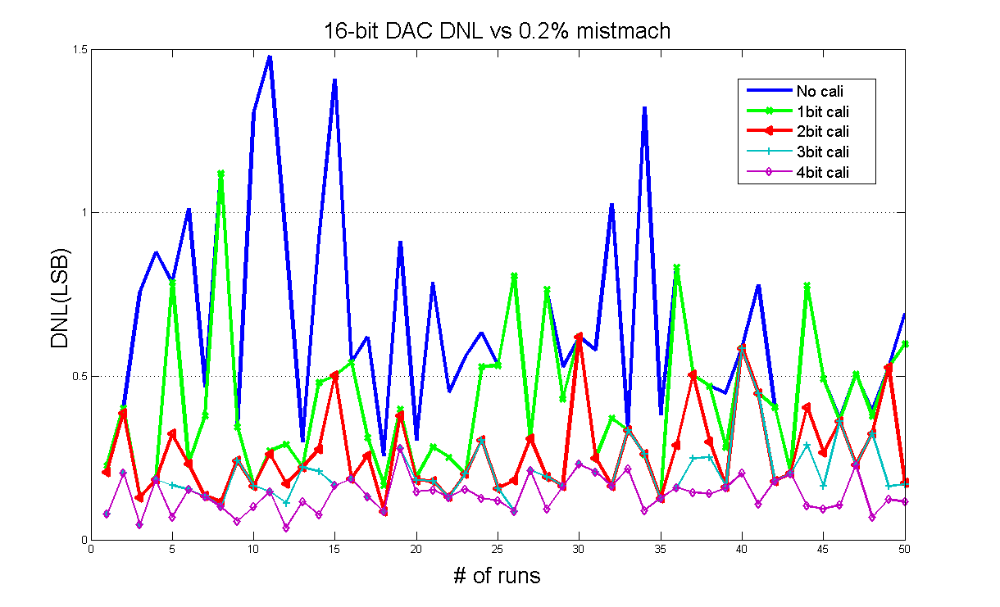 16-bit DAC DNL vs 0.2% mistmach
1.5
1
0.5
0
DNL(LSB)
No cali
1bit cali
2bit cali
3bit cali
4bit cali
0 5 10 15 20 25 30 35 40 45 50
# of runs